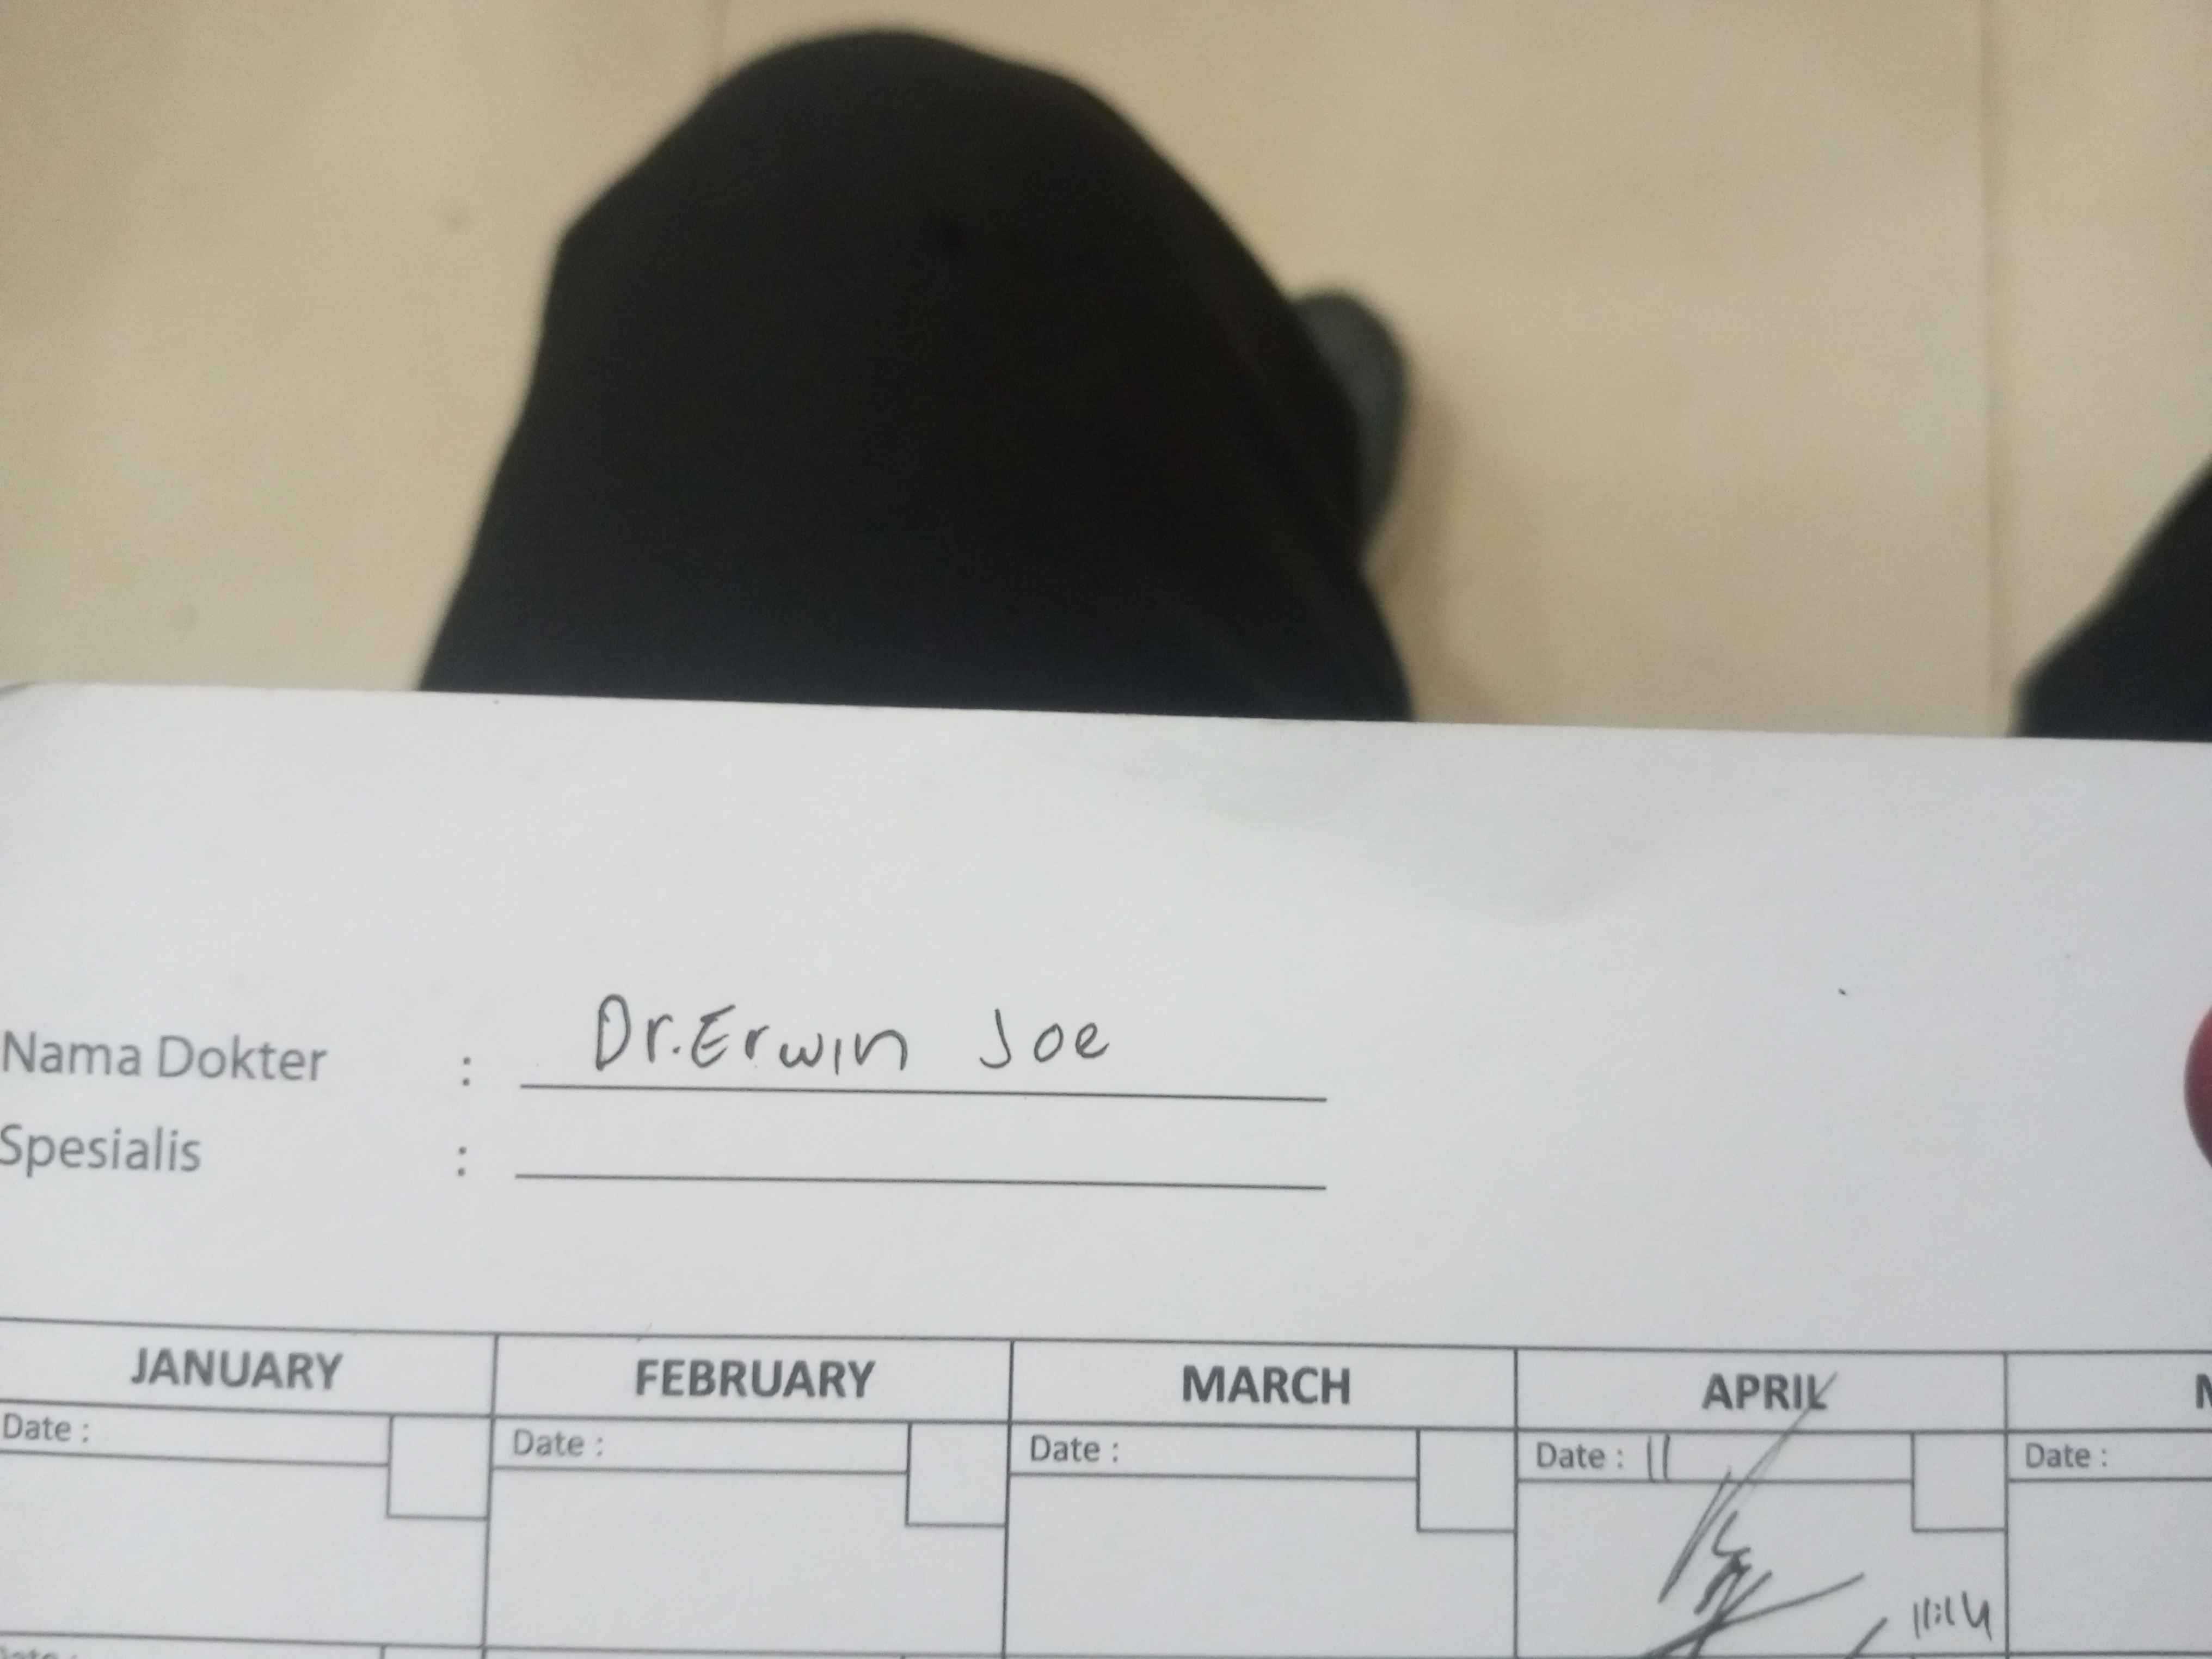 Nama Dokter : Dr. Erwin Joe
Spesialis :
JANUARY FEBRUARY MARCH APRIL
Date : Date : Date : Date : 11 Date :
11:14